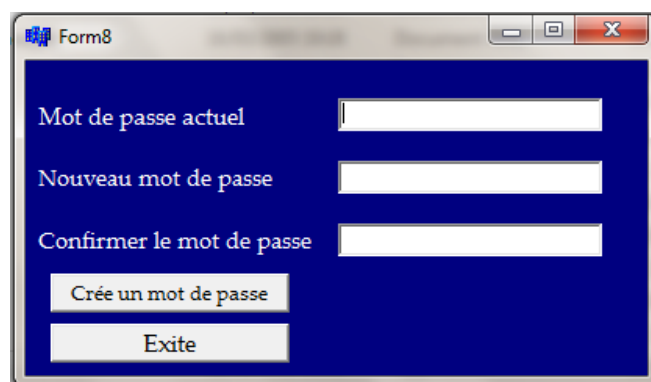 Form8
Mot de passe actuel
Nouveau mot de passe
Confirmer le mot de passe
Crée un mot de passe
Exite